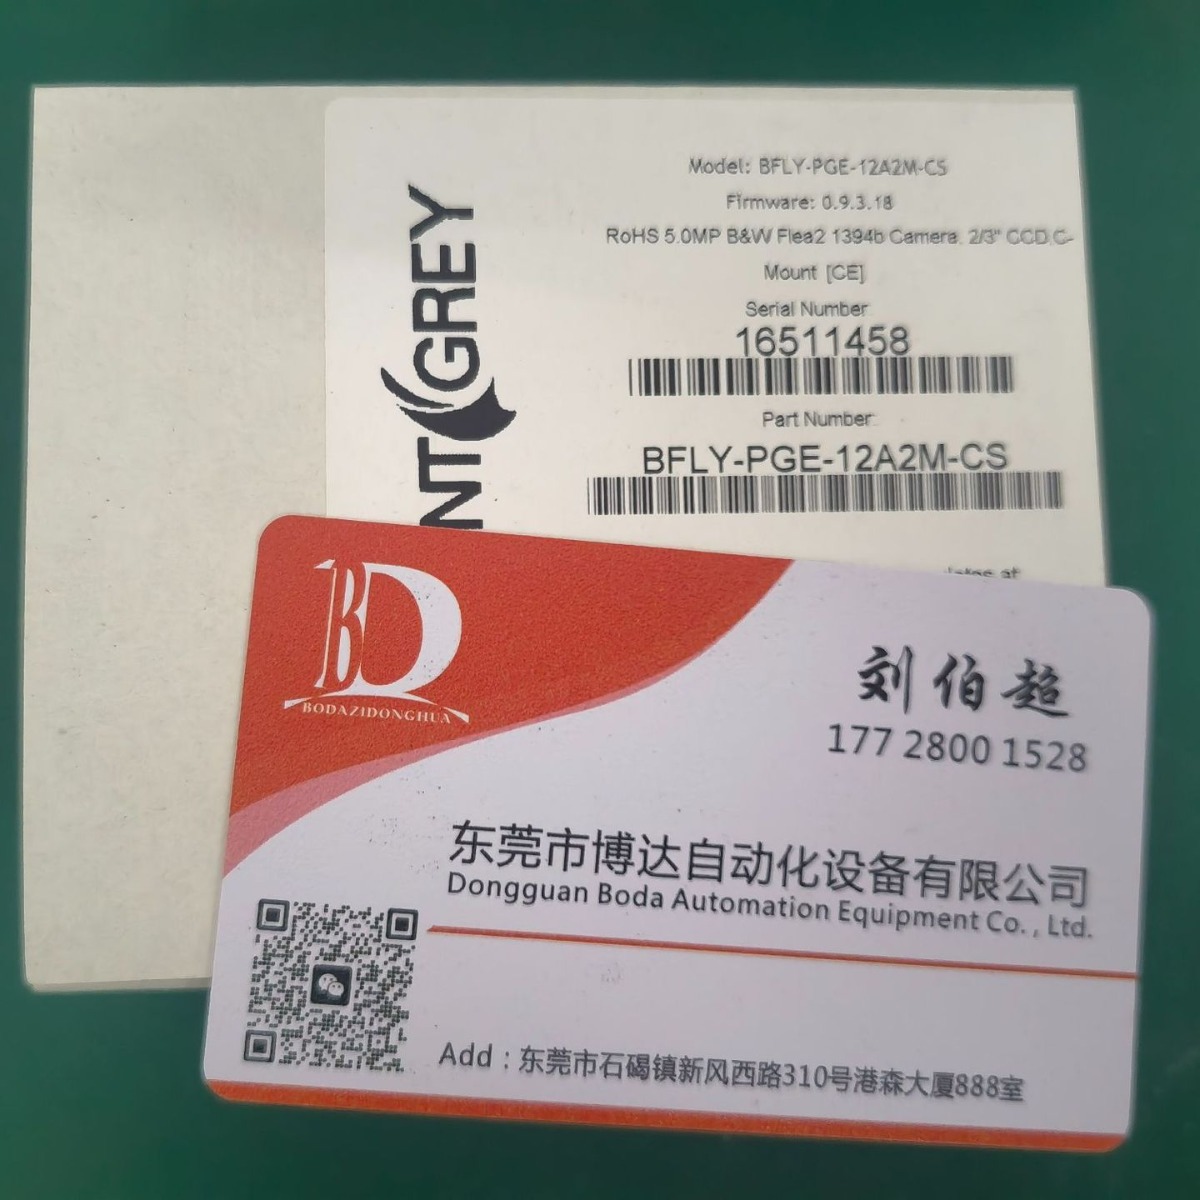 Model: BFLY-PGE-12A2M-CS
Firmware: 0.9.3.18
RoHS 5.0MP B&W Flea2 1394b Camera, 2/3" CCD,C-
Mount [CE]
Serial Number
16511458
Part Number
BFLY-PGE-12A2M-CS
at
NT GREY
BD
BODAZIDONGHUA
刘伯超
177 2800 1528
东莞市博达自动化设备有限公司
Dongguan Boda Automation Equipment Co., Ltd.
Add：东莞市石碣镇新风西路310号港森大厦888室